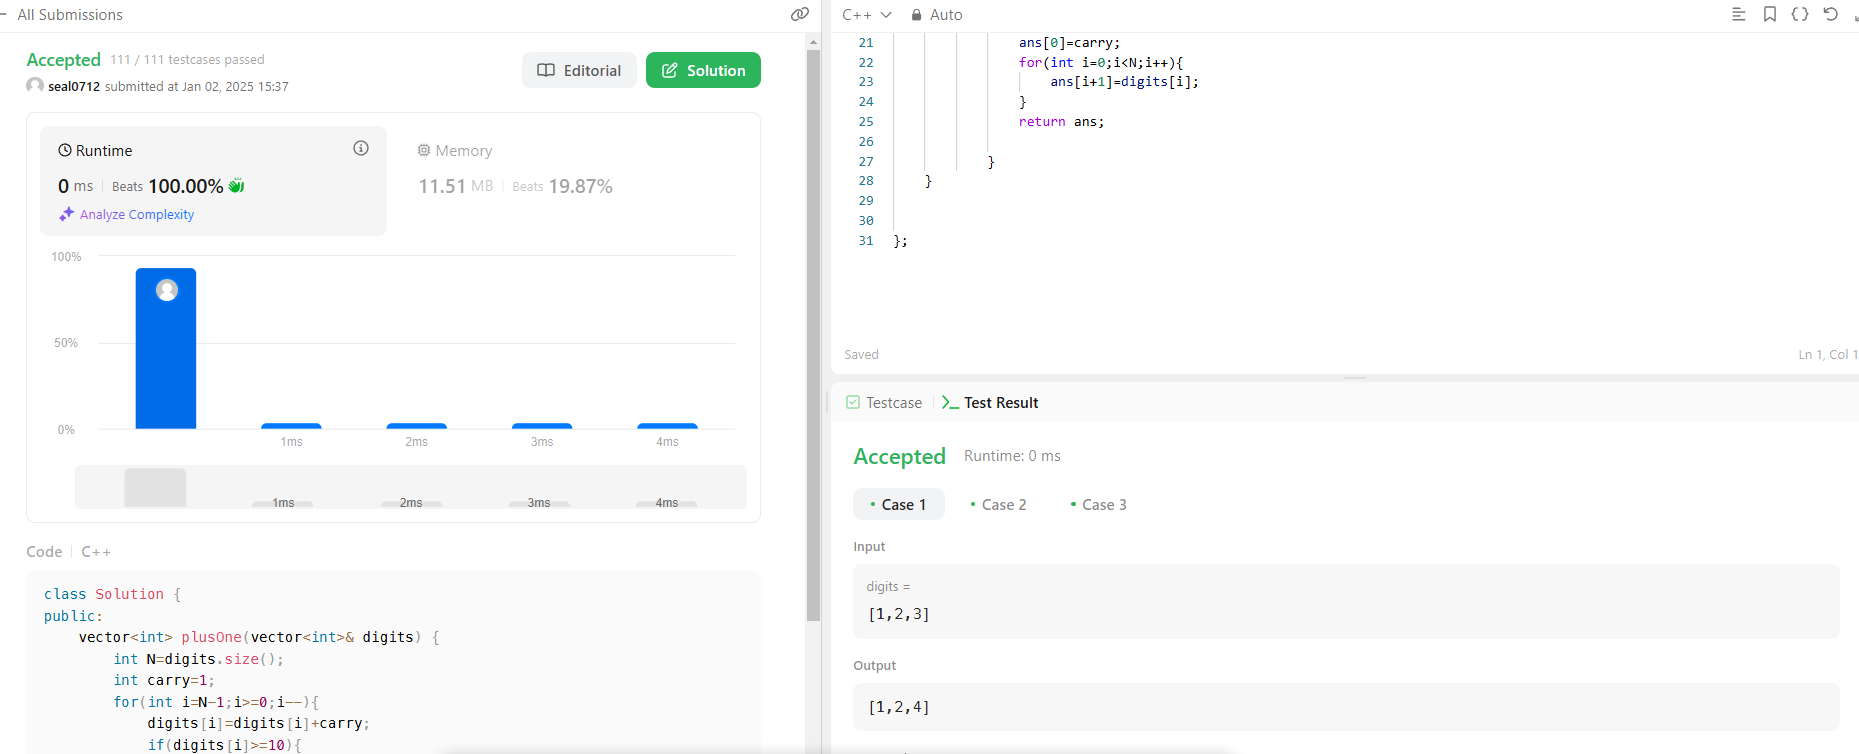 All Submissions
Accepted 111 / 111 testcases passed
seal0712 submitted at Jan 02, 2025 15:37
Editorial
Solution
Runtime
0 ms Beats 100.00%
Analyze Complexity
Memory
11.51 MB Beats 19.87%
100%
50%
0%
1ms 2ms 3ms 4ms
1ms 2ms 3ms 4ms
Code C++
class Solution {
public:
    vector<int> plusOne(vector<int>& digits) {
        int N=digits.size();
        int carry=1;
        for(int i=N-1;i>=0;i--){
            digits[i]=digits[i]+carry;
            if(digits[i]>=10){
C++ Auto
21 ans[0]=carry;
22 for(int i=0;i<N;i++){
23 ans[i+1]=digits[i];
24 }
25 return ans;
26
27 }
28 }
29
30
31 };
Saved
Ln 1, Col 1
Testcase
Test Result
Accepted Runtime: 0 ms
Case 1 Case 2 Case 3
Input
digits =
[1,2,3]
Output
[1,2,4]